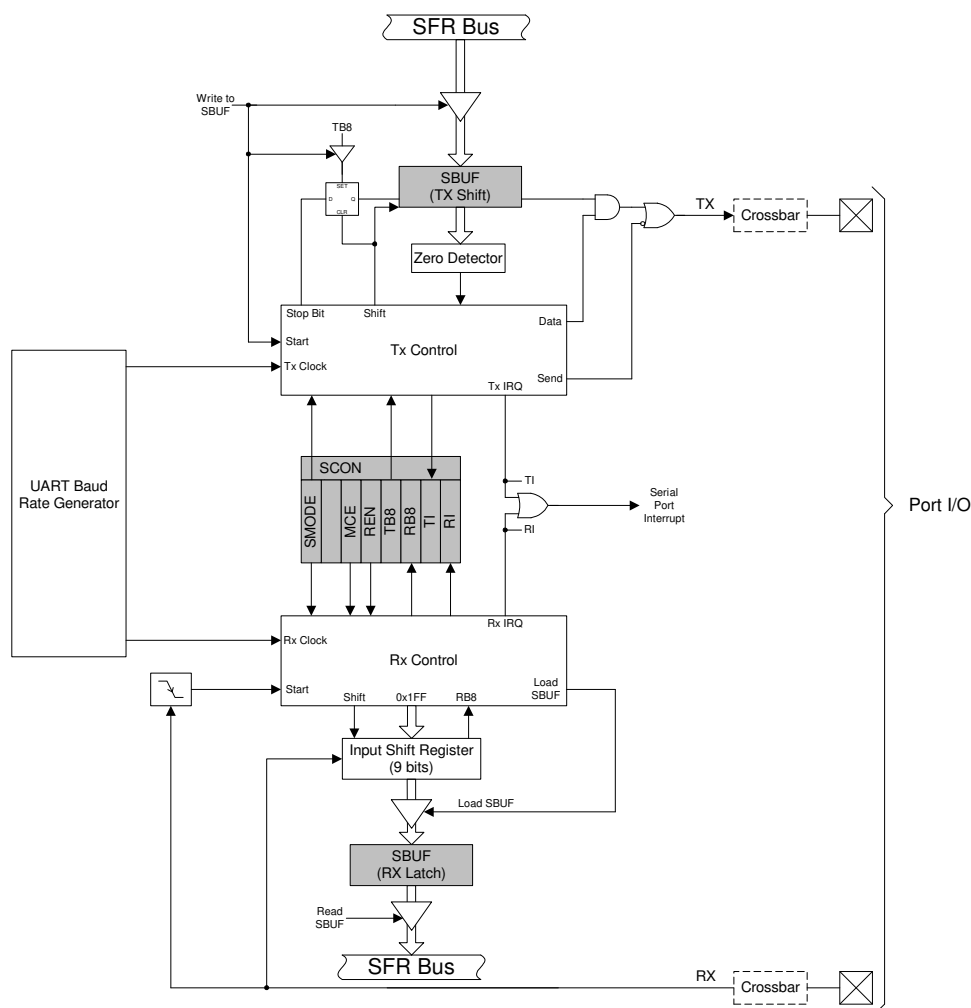 SFR Bus
Write to
SBUF
TB8
SET
D
Q
CLR
SBUF
(TX Shift)
TX
Crossbar
Zero Detector
Stop Bit
Shift
Data
Start
Tx Control
Tx Clock
Send
Tx IRQ
UART Baud
Rate Generator
SCON
SMODE
MCE
REN
TB8
RB8
TI
RI
TI
Serial
Port
Interrupt
RI
Port I/O
Rx IRQ
Rx Clock
Rx Control
Start
Load
SBUF
Shift
0x1FF
RB8
Input Shift Register
(9 bits)
Load SBUF
SBUF
(RX Latch)
Read
SBUF
SFR Bus
RX
Crossbar